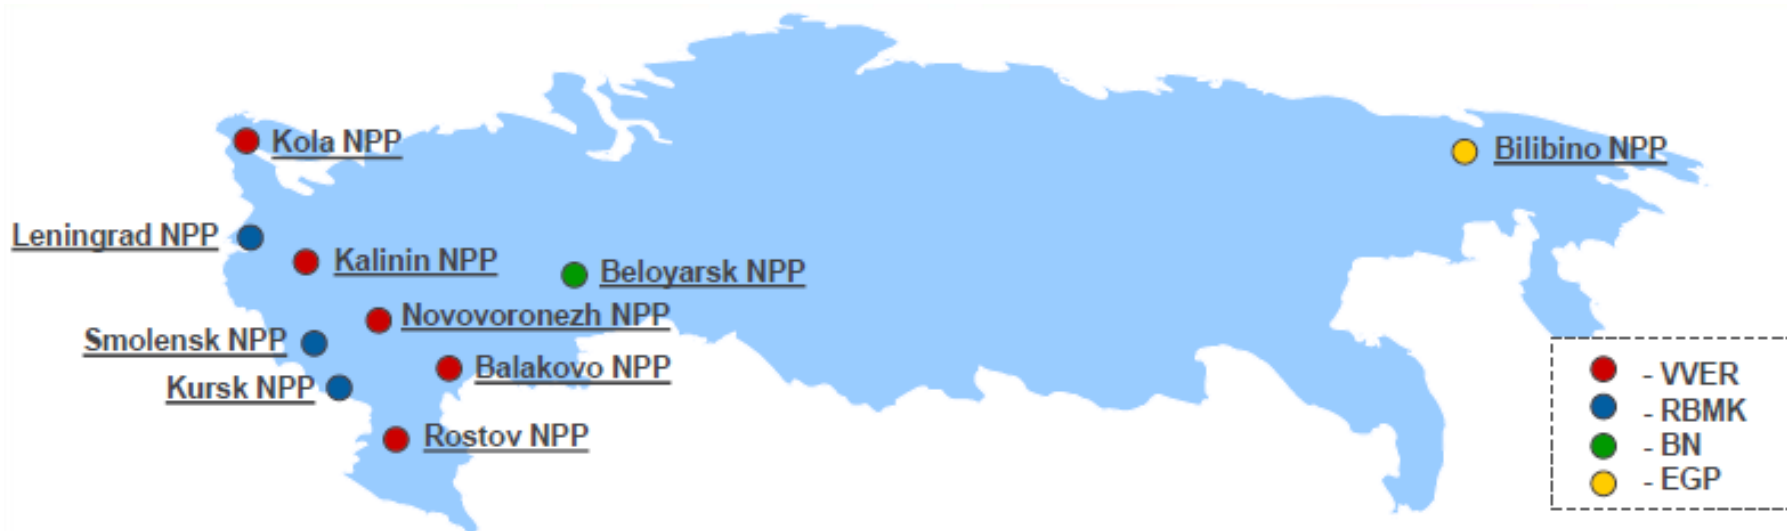 Kola NPP
Bilibino NPP
Leningrad NPP
Kalinin NPP
Beloyarsk NPP
Novovoronezh NPP
Smolensk NPP
Balakovo NPP
Kursk NPP
Rostov NPP
- VVER
- RBMK
- BN
- EGP